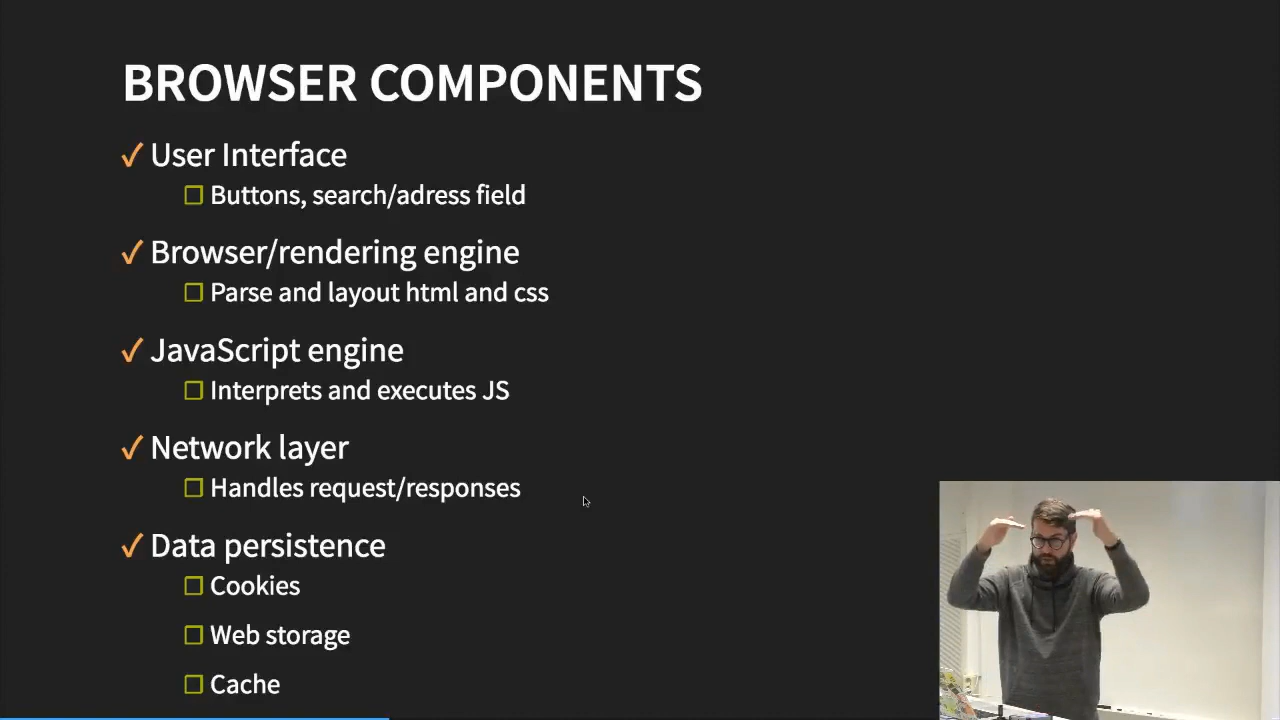 BROWSER COMPONENTS
User Interface
Buttons, search/adress field
Browser/rendering engine
Parse and layout html and css
JavaScript engine
Interprets and executes JS
Network layer
Handles request/responses
Data persistence
Cookies
Web storage
Cache